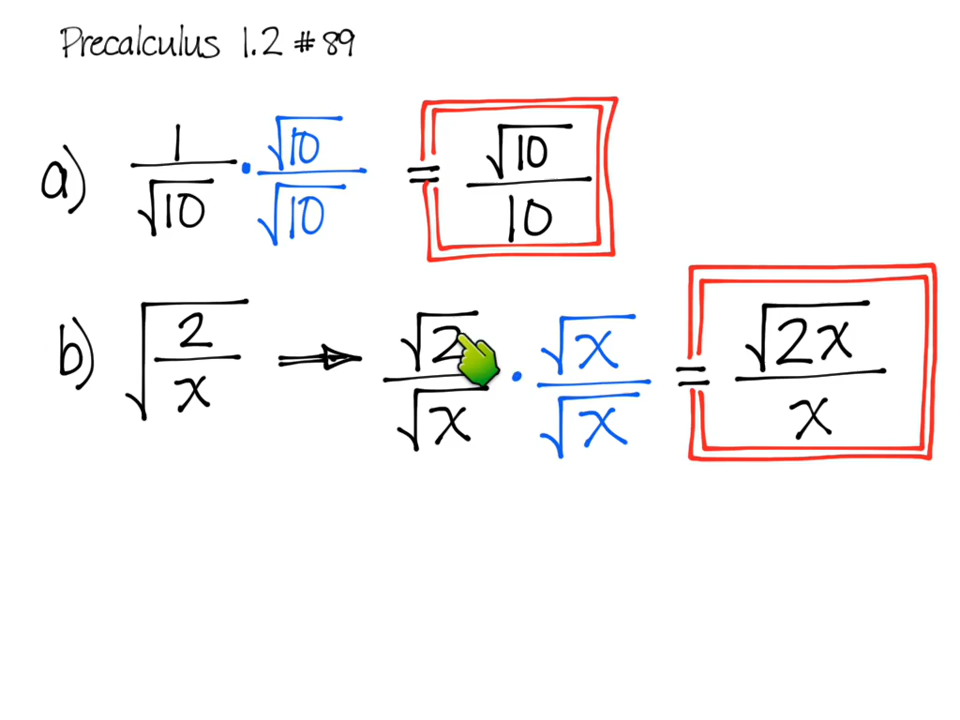 Precalculus 1.2 # 89
a) 1/√10 · √10/√10 = √10/10
b) √(2/x) ⇒ √2/√x · √x/√x = √(2x)/x